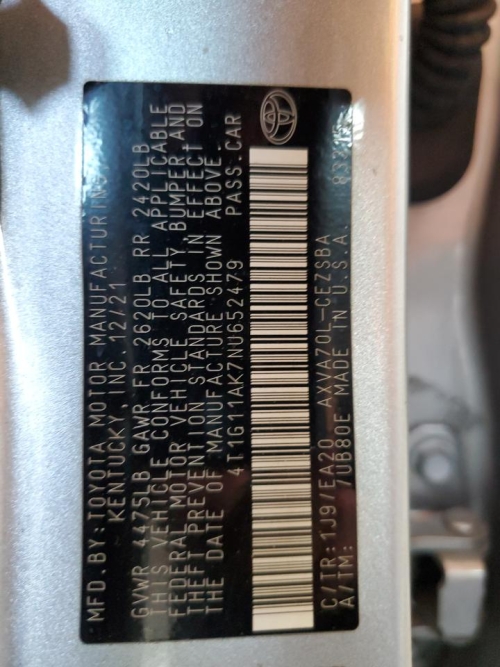 MFD. BY: TOYOTA MOTOR MANUFACTURING
KENTUCKY, INC. 12/21
GVWR 4475LB GAWR FR 2620LB RR 2420LB
THIS VEHICLE CONFORMS TO ALL APPLICABLE
FEDERAL MOTOR VEHICLE SAFETY, BUMPER AND
THEFT PREVENTION STANDARDS IN EFFECT ON
THE DATE OF MANUFACTURE SHOWN ABOVE.
4T1G11AK7NU652479 PASS. CAR
C/TR: 1J9/EA20 AXVA70L-CEZSBA
A/TM: /UB80E MADE IN U.S.A.